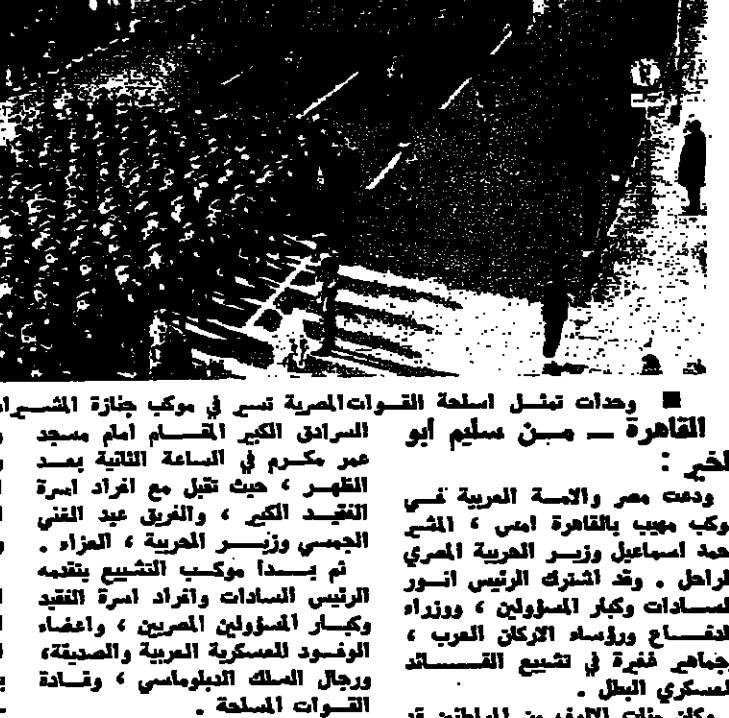 ■ وحدات تمثل اسلحة القوات المصرية تسير في موكب جنازة المشير
القاهرة — من سليم أبو
الخير :
ودعت مصر والامة العربية في
موكب مهيب بالقاهرة امس ، المشير
احمد اسماعيل وزير الحربية المصري
الراحل . وقد اشترك الرئيس انور
السادات وكبار المسؤولين ، ووزراء
الدفاع ورؤساء الاركان العرب ،
وجماهير غفيرة في تشييع القائد
العسكري البطل .
السرادق الكبير المقام امام مسجد
عمر مكرم في الساعة الثانية بعد
الظهر ، حيث تقبل مع افراد اسرة
الفقيد الكبير ، والفريق عبد الغني
الجمسي وزير الحربية ، العزاء .
ثم بدأ موكب التشييع يتقدمه
الرئيس السادات وافراد اسرة الفقيد
وكبار المسؤولين المصريين ، واعضاء
الوفود العسكرية العربية والصديقة،
ورجال السلك الدبلوماسي ، وقادة
القوات المسلحة .